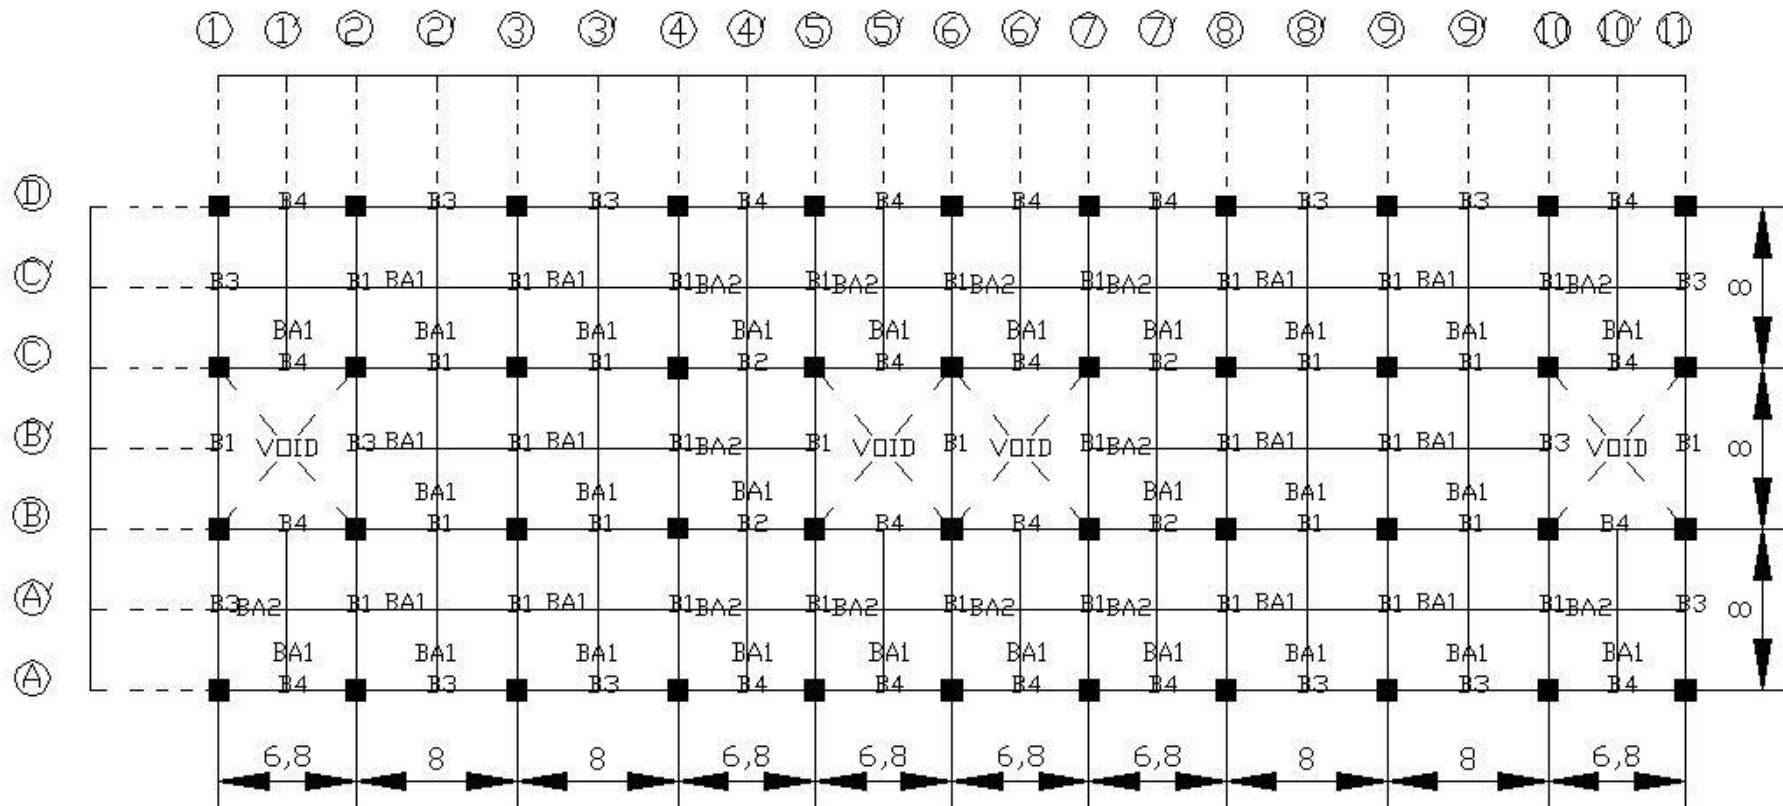 1 1' 2 2' 3 3' 4 4' 5 5' 6 6' 7 7' 8 8' 9 9' 10 10' 11
D B4 B3 B3 B4 B4 B4 B4 B3 B3 B4
C' B3 B1 BA1 B1 BA1 B1 BA2 B1 BA2 B1 BA2 B1 BA2 B1 BA1 B1 BA1 B1 BA2 B3 8
BA1 BA1 BA1 BA1 BA1 BA1 BA1 BA1 BA1 BA1
C B4 B1 B1 B2 B4 B4 B2 B1 B1 B4
B' B1 VOID B3 BA1 B1 BA1 B1 BA2 B1 VOID B1 VOID B1 BA2 B1 BA1 B1 BA1 B3 VOID B1 8
BA1 BA1 BA1 BA1 BA1 BA1
B B4 B1 B1 B2 B4 B4 B2 B1 B1 B4
A' B3 BA2 B1 BA1 B1 BA1 B1 BA2 B1 BA2 B1 BA2 B1 BA2 B1 BA1 B1 BA1 B1 BA2 B3 8
BA1 BA1 BA1 BA1 BA1 BA1 BA1 BA1 BA1 BA1
A B4 B3 B3 B4 B4 B4 B4 B3 B3 B4
6,8 8 8 6,8 6,8 6,8 6,8 8 8 6,8